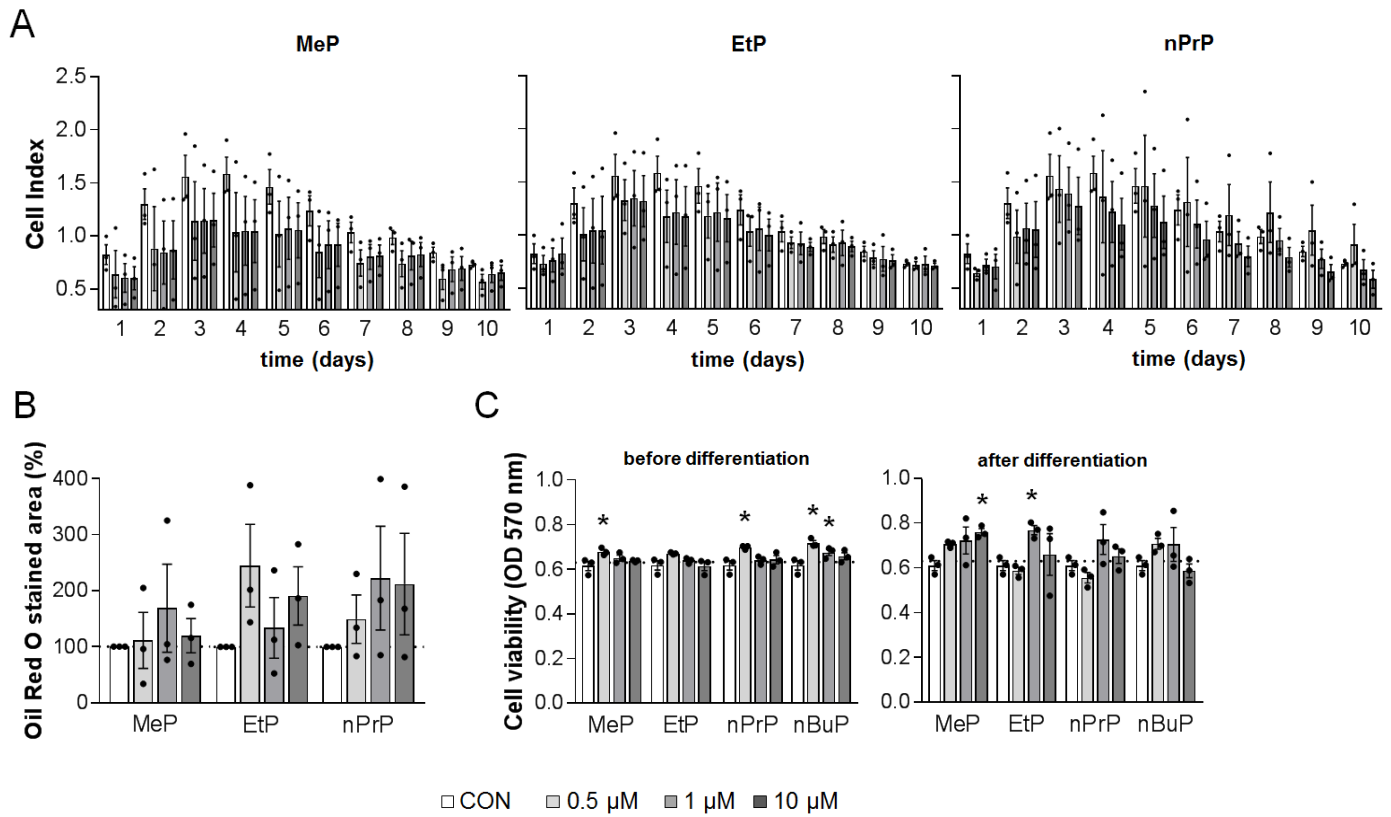 A
MeP EtP nPrP
Cell Index
2.5
2.0
1.5
1.0
0.5
1 2 3 4 5 6 7 8 9 10 1 2 3 4 5 6 7 8 9 10 1 2 3 4 5 6 7 8 9 10
time (days) time (days) time (days)
B
Oil Red O stained area (%)
400
300
200
100
0
MeP EtP nPrP
C
before differentiation
Cell viability (OD 570 nm)
1.0
0.8
0.6
0.4
0.2
0.0
* * * *
MeP EtP nPrP nBuP
after differentiation
1.0
0.8
0.6
0.4
0.2
0.0
* *
MeP EtP nPrP nBuP
CON 0.5 µM 1 µM 10 µM